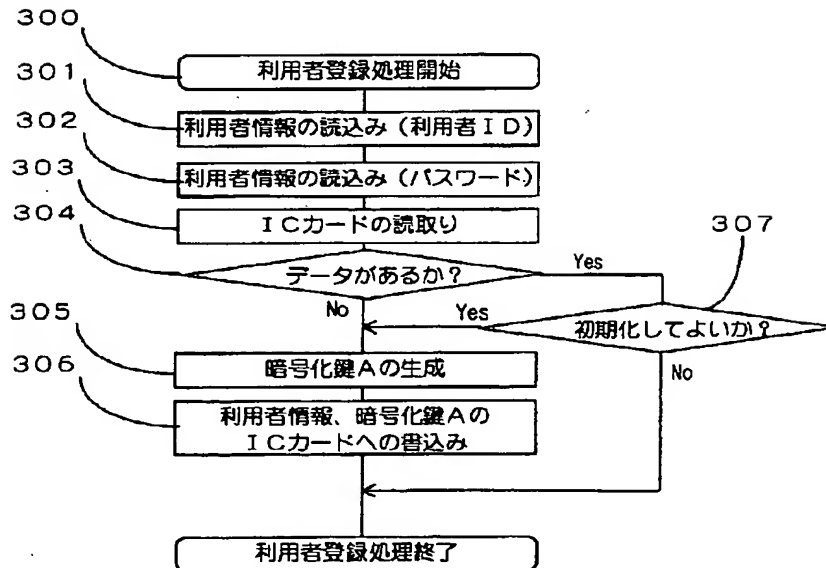 ３００
利用者登録処理開始
３０１
利用者情報の読込み（利用者ＩＤ）
３０２
利用者情報の読込み（パスワード）
３０３
ＩＣカードの読取り
３０４
データがあるか？
Yes
３０７
No
Yes
初期化してよいか？
３０５
暗号化鍵Ａの生成
No
３０６
利用者情報、暗号化鍵Ａの
ＩＣカードへの書込み
利用者登録処理終了